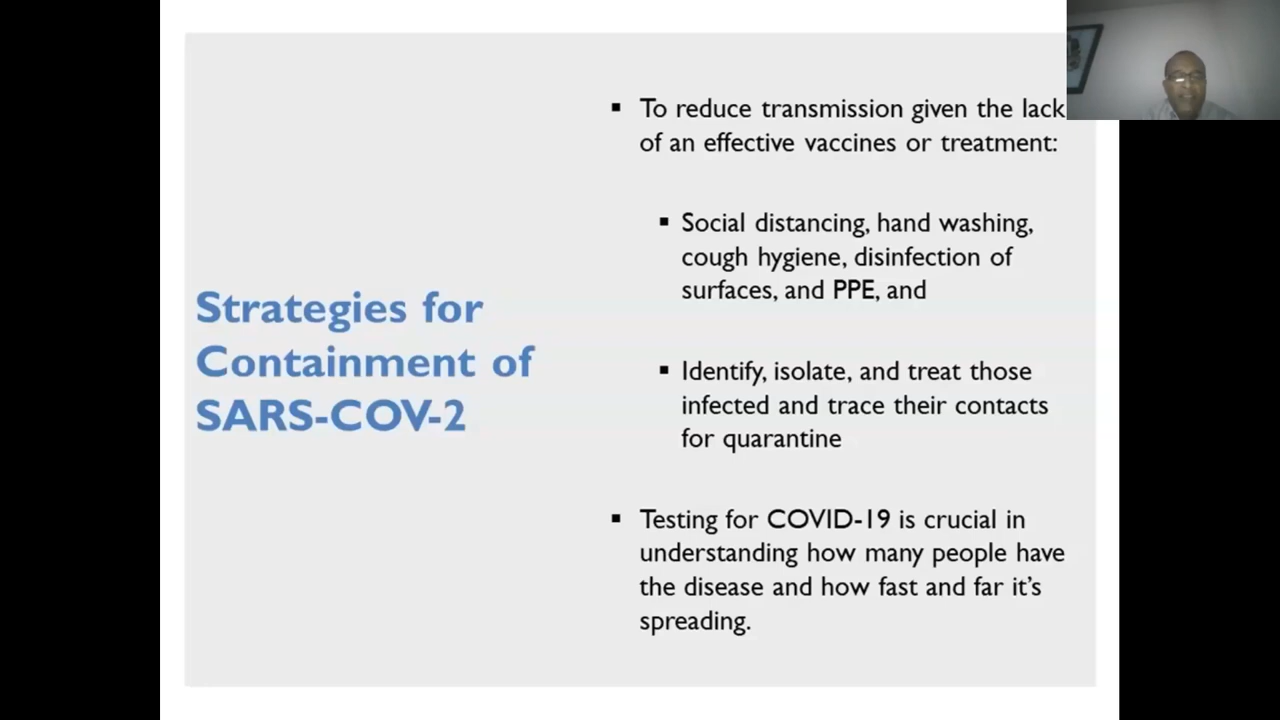 Strategies for
Containment of
SARS-COV-2
▪ To reduce transmission given the lack
of an effective vaccines or treatment:
▪ Social distancing, hand washing,
cough hygiene, disinfection of
surfaces, and PPE, and
▪ Identify, isolate, and treat those
infected and trace their contacts
for quarantine
▪ Testing for COVID-19 is crucial in
understanding how many people have
the disease and how fast and far it’s
spreading.